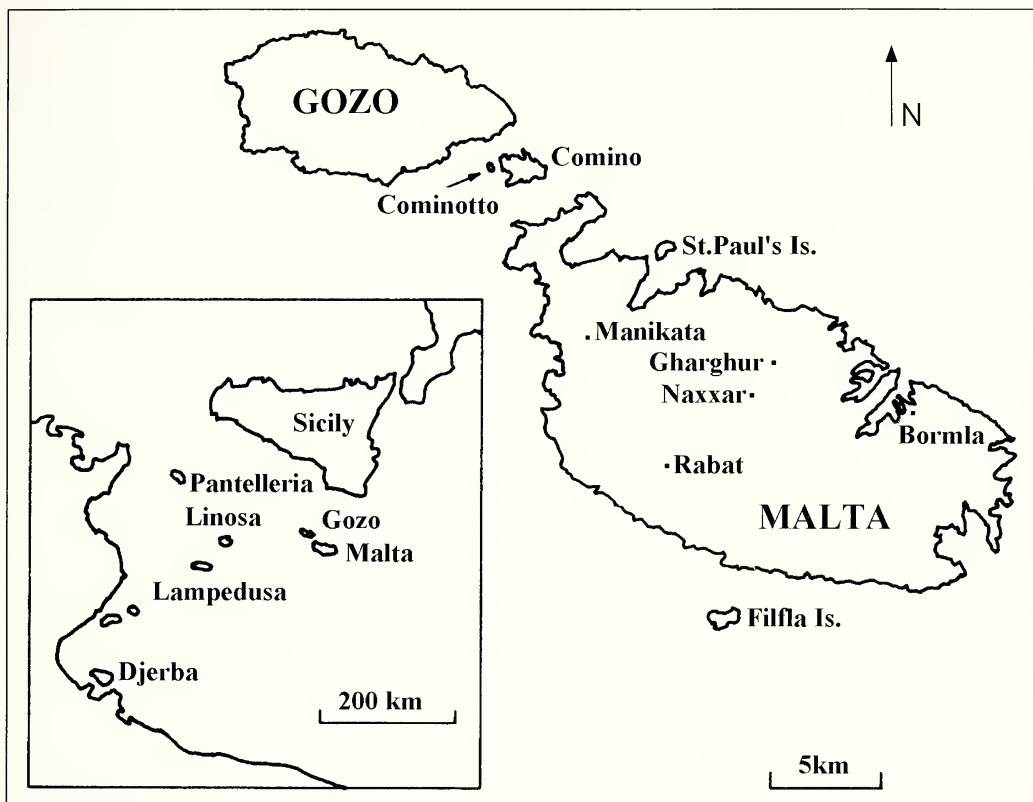 GOZO
N
Comino
Cominotto
St.Paul's Is.
Manikata
Gharghur
Naxxar
Bormla
Rabat
MALTA
Filfla Is.
5km
Sicily
Pantelleria
Linosa
Gozo
Malta
Lampedusa
Djerba
200 km